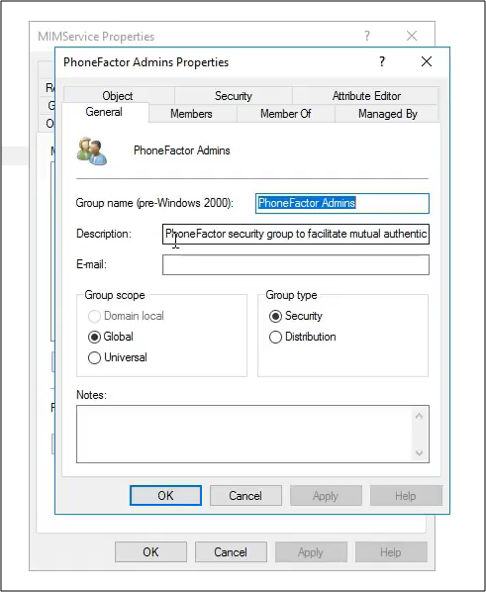 MIMService Properties
?
PhoneFactor Admins Properties
?
Object Security Attribute Editor
General Members Member Of Managed By
PhoneFactor Admins
Group name (pre-Windows 2000): PhoneFactor Admins
Description: PhoneFactor security group to facilitate mutual authentic
E-mail:
Group scope Group type
Domain local Security
Global Distribution
Universal
Notes:
OK Cancel Apply Help
OK Cancel Apply Help